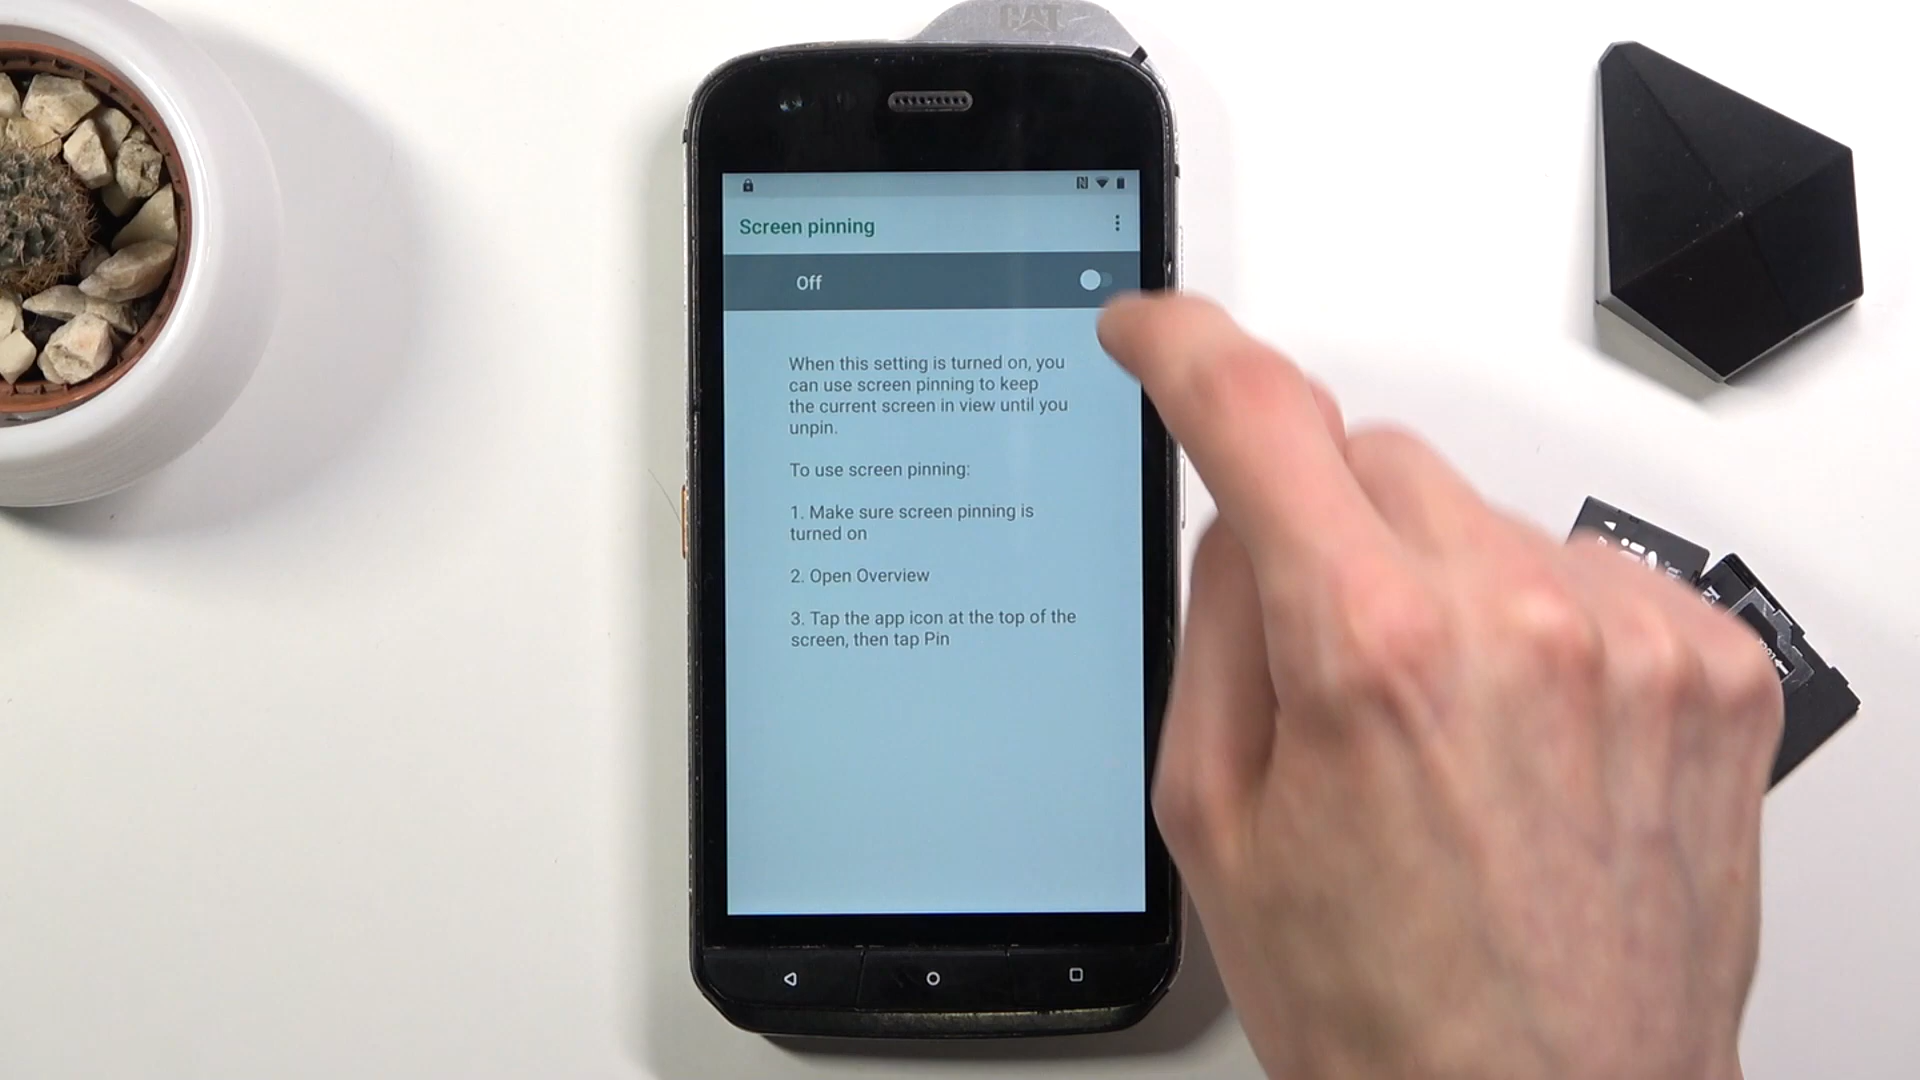 CAT
Screen pinning
Off
When this setting is turned on, you
can use screen pinning to keep
the current screen in view until you
unpin.
To use screen pinning:
1. Make sure screen pinning is
turned on
2. Open Overview
3. Tap the app icon at the top of the
screen, then tap Pin